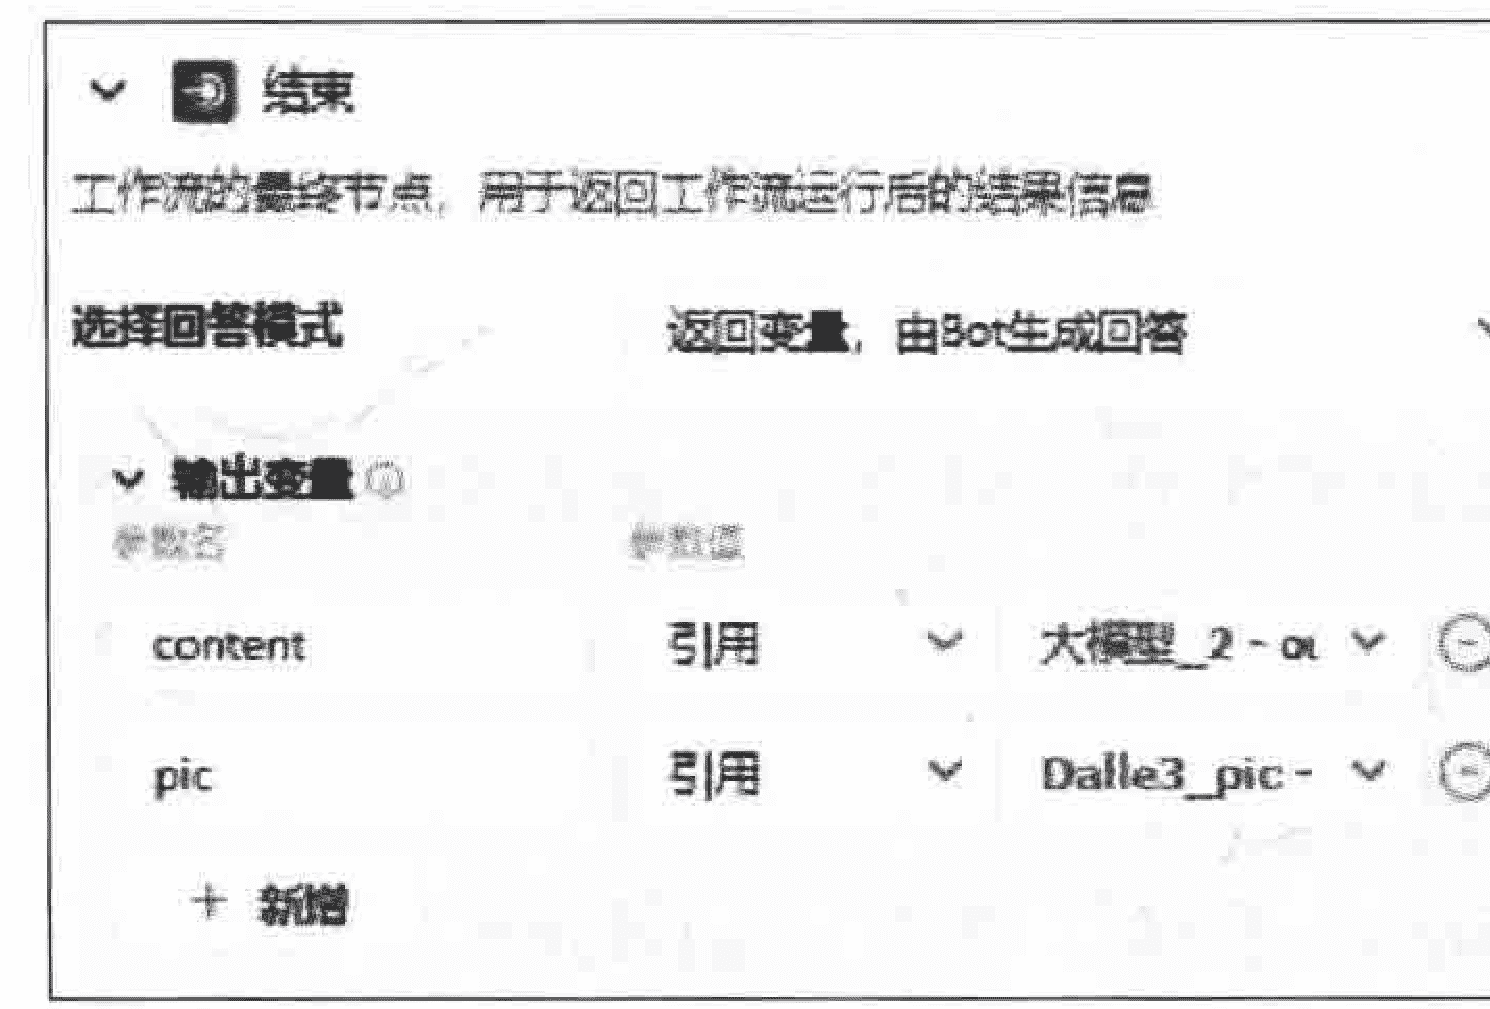 结束
工作流的最终节点，用于返回工作流运行后的结果信息
选择回答模式 返回变量，由Bot生成回答
输出变量
参数名 参数值
content 引用 大模型_2 - ou
pic 引用 Dalle3_pic -
+ 新增